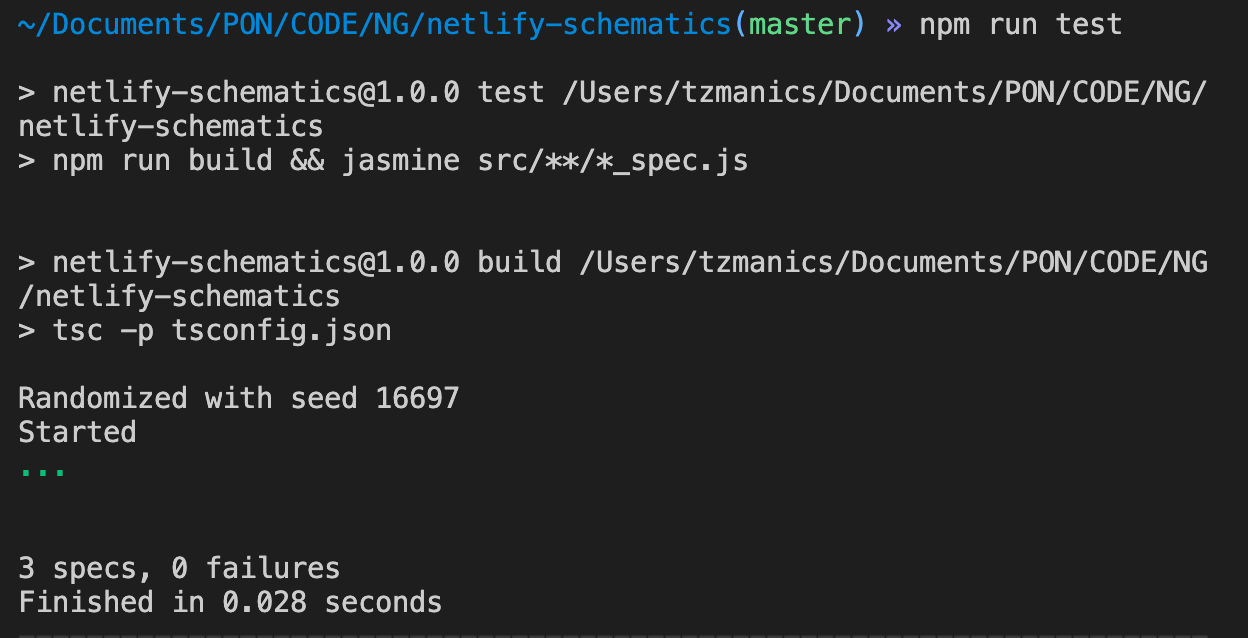 ~/Documents/PON/CODE/NG/netlify-schematics(master) » npm run test
> netlify-schematics@1.0.0 test /Users/tzmanics/Documents/PON/CODE/NG/
netlify-schematics
> npm run build && jasmine src/**/*_spec.js
> netlify-schematics@1.0.0 build /Users/tzmanics/Documents/PON/CODE/NG
/netlify-schematics
> tsc -p tsconfig.json
Randomized with seed 16697
Started
...
3 specs, 0 failures
Finished in 0.028 seconds